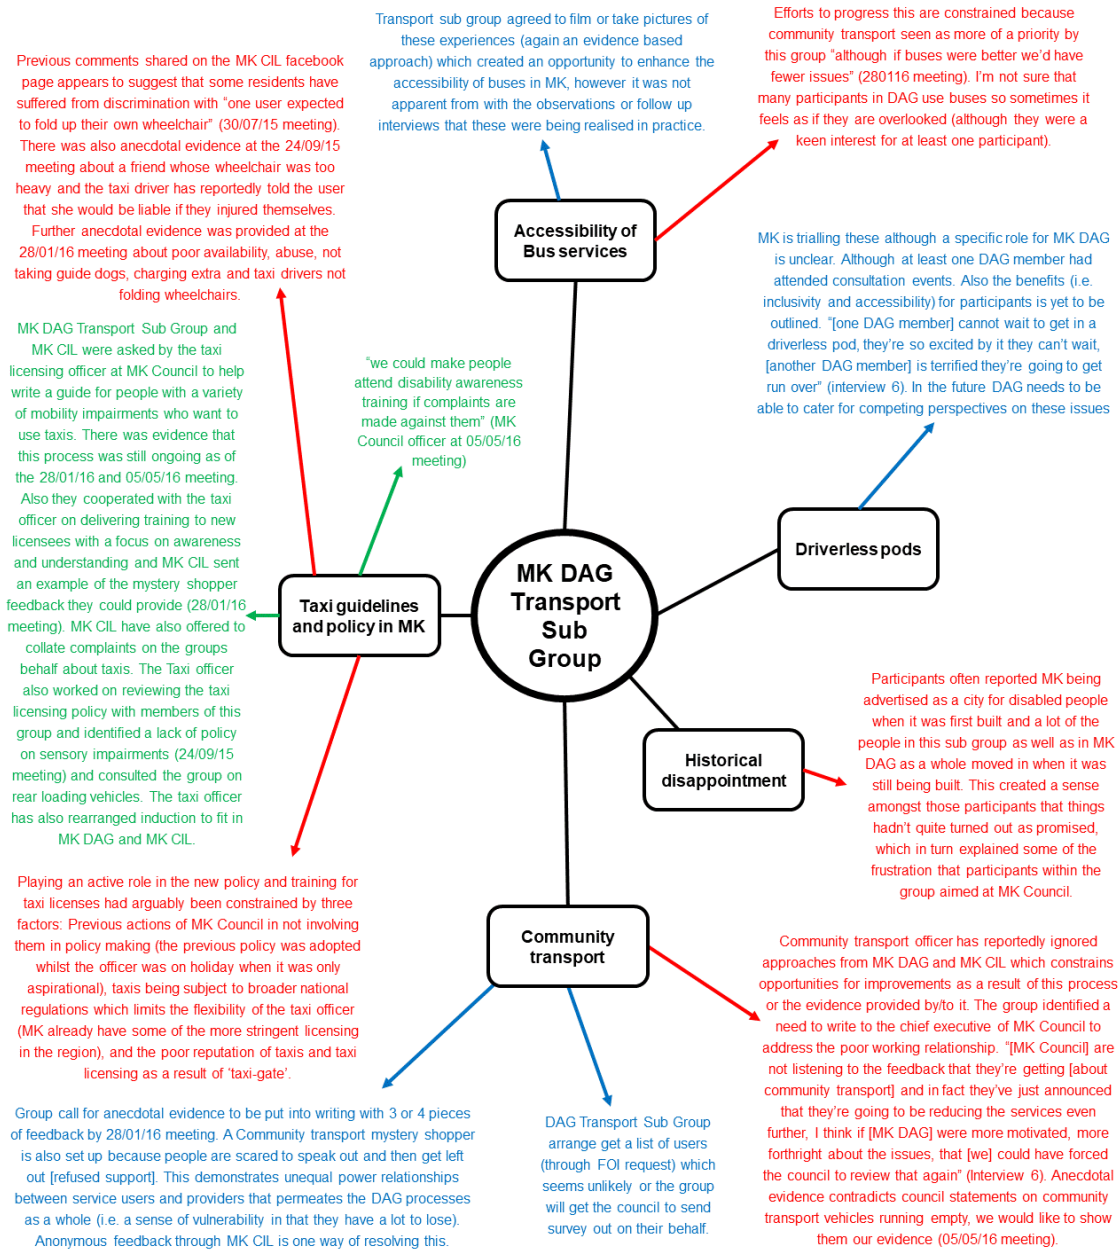 Previous comments shared on the MK CIL facebook
page appears to suggest that some residents have
suffered from discrimination with “one user expected
to fold up their own wheelchair” (30/07/15 meeting).
There was also anecdotal evidence at the 24/09/15
meeting about a friend whose wheelchair was too
heavy and the taxi driver has reportedly told the user
that she would be liable if they injured themselves.
Further anecdotal evidence was provided at the
28/01/16 meeting about poor availability, abuse, not
taking guide dogs, charging extra and taxi drivers not
folding wheelchairs.
Transport sub group agreed to film or take pictures of
these experiences (again an evidence based
approach) which created an opportunity to enhance the
accessibility of buses in MK, however it was not
apparent from with the observations or follow up
interviews that these were being realised in practice.
Efforts to progress this are constrained because
community transport seen as more of a priority by
this group “although if buses were better we’d have
fewer issues” (280116 meeting). I’m not sure that
many participants in DAG use buses so sometimes it
feels as if they are overlooked (although they were a
keen interest for at least one participant).
Accessibility of
Bus services
MK is trialling these although a specific role for MK DAG
is unclear. Although at least one DAG member had
attended consultation events. Also the benefits (i.e.
inclusivity and accessibility) for participants is yet to be
outlined. “[one DAG member] cannot wait to get in a
driverless pod, they’re so excited by it they can’t wait,
[another DAG member] is terrified they’re going to get
run over” (interview 6). In the future DAG needs to be
able to cater for competing perspectives on these issues
MK DAG Transport Sub Group and
MK CIL were asked by the taxi
licensing officer at MK Council to help
write a guide for people with a variety
of mobility impairments who want to
use taxis. There was evidence that
this process was still ongoing as of
the 28/01/16 and 05/05/16 meeting.
Also they cooperated with the taxi
officer on delivering training to new
licensees with a focus on awareness
and understanding and MK CIL sent
an example of the mystery shopper
feedback they could provide (28/01/16
meeting). MK CIL have also offered to
collate complaints on the groups
behalf about taxis. The Taxi officer
also worked on reviewing the taxi
licensing policy with members of this
group and identified a lack of policy
on sensory impairments (24/09/15
meeting) and consulted the group on
rear loading vehicles. The taxi officer
has also rearranged induction to fit in
MK DAG and MK CIL.
“we could make people
attend disability awareness
training if complaints are
made against them” (MK
Council officer at 05/05/16
meeting)
Driverless pods
MK DAG
Transport
Sub
Group
Taxi guidelines
and policy in MK
Historical
disappointment
Participants often reported MK being
advertised as a city for disabled people
when it was first built and a lot of the
people in this sub group as well as in MK
DAG as a whole moved in when it was
still being built. This created a sense
amongst those participants that things
hadn’t quite turned out as promised,
which in turn explained some of the
frustration that participants within the
group aimed at MK Council.
Playing an active role in the new policy and training for
taxi licenses had arguably been constrained by three
factors: Previous actions of MK Council in not involving
them in policy making (the previous policy was adopted
whilst the officer was on holiday when it was only
aspirational), taxis being subject to broader national
regulations which limits the flexibility of the taxi officer
(MK already have some of the more stringent licensing
in the region), and the poor reputation of taxis and taxi
licensing as a result of ’taxi-gate’.
Community
transport
Community transport officer has reportedly ignored
approaches from MK DAG and MK CIL which constrains
opportunities for improvements as a result of this process
or the evidence provided by/to it. The group identified a
need to write to the chief executive of MK Council to
address the poor working relationship. “[MK Council] are
not listening to the feedback that they’re getting [about
community transport] and in fact they’ve just announced
that they’re going to be reducing the services even
further, I think if [MK DAG] were more motivated, more
forthright about the issues, that [we] could have forced
the council to review that again” (Interview 6). Anecdotal
evidence contradicts council statements on community
transport vehicles running empty, we would like to show
them our evidence (05/05/16 meeting).
Group call for anecdotal evidence to be put into writing with 3 or 4 pieces
of feedback by 28/01/16 meeting. A Community transport mystery shopper
is also set up because people are scared to speak out and then get left
out [refused support]. This demonstrates unequal power relationships
between service users and providers that permeates the DAG processes
as a whole (i.e. a sense of vulnerability in that they have a lot to lose).
Anonymous feedback through MK CIL is one way of resolving this.
DAG Transport Sub Group
arrange get a list of users
(through FOI request) which
seems unlikely or the group
will get the council to send
survey out on their behalf.